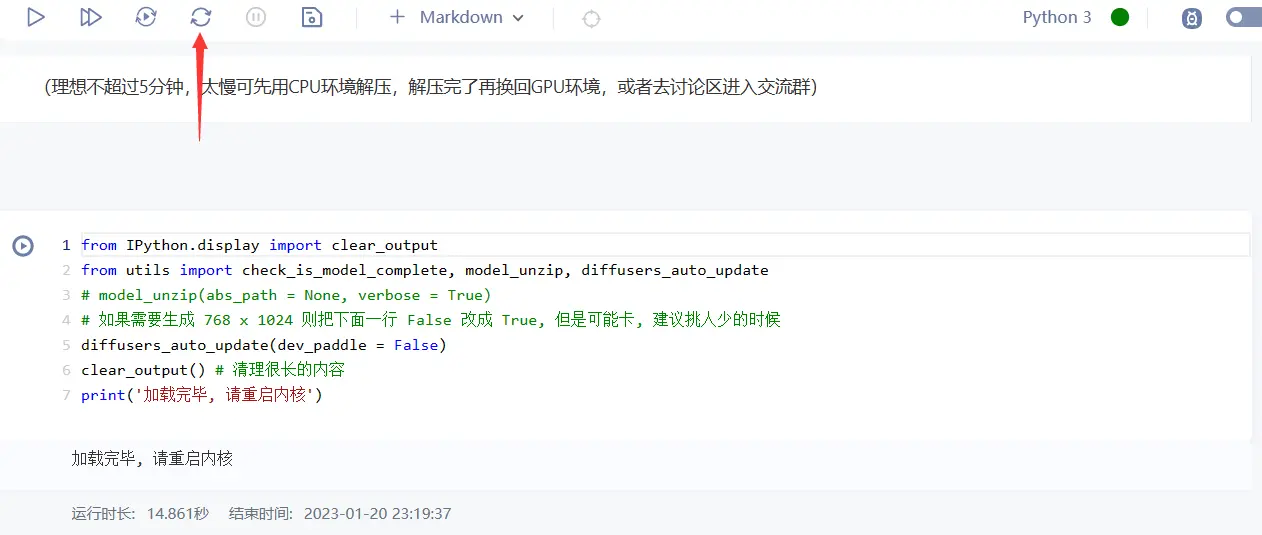 Markdown
Python 3
（理想不超过5分钟，太慢可先用CPU环境解压，解压完了再换回GPU环境，或者去讨论区进入交流群）
1 from IPython.display import clear_output
2 from utils import check_is_model_complete, model_unzip, diffusers_auto_update
3 # model_unzip(abs_path = None, verbose = True)
4 # 如果需要生成 768 x 1024 则把下面一行 False 改成 True, 但是可能卡, 建议挑人少的时候
5 diffusers_auto_update(dev_paddle = False)
6 clear_output() # 清理很长的内容
7 print('加载完毕, 请重启内核')
加载完毕, 请重启内核
运行时长: 14.861秒 结束时间: 2023-01-20 23:19:37